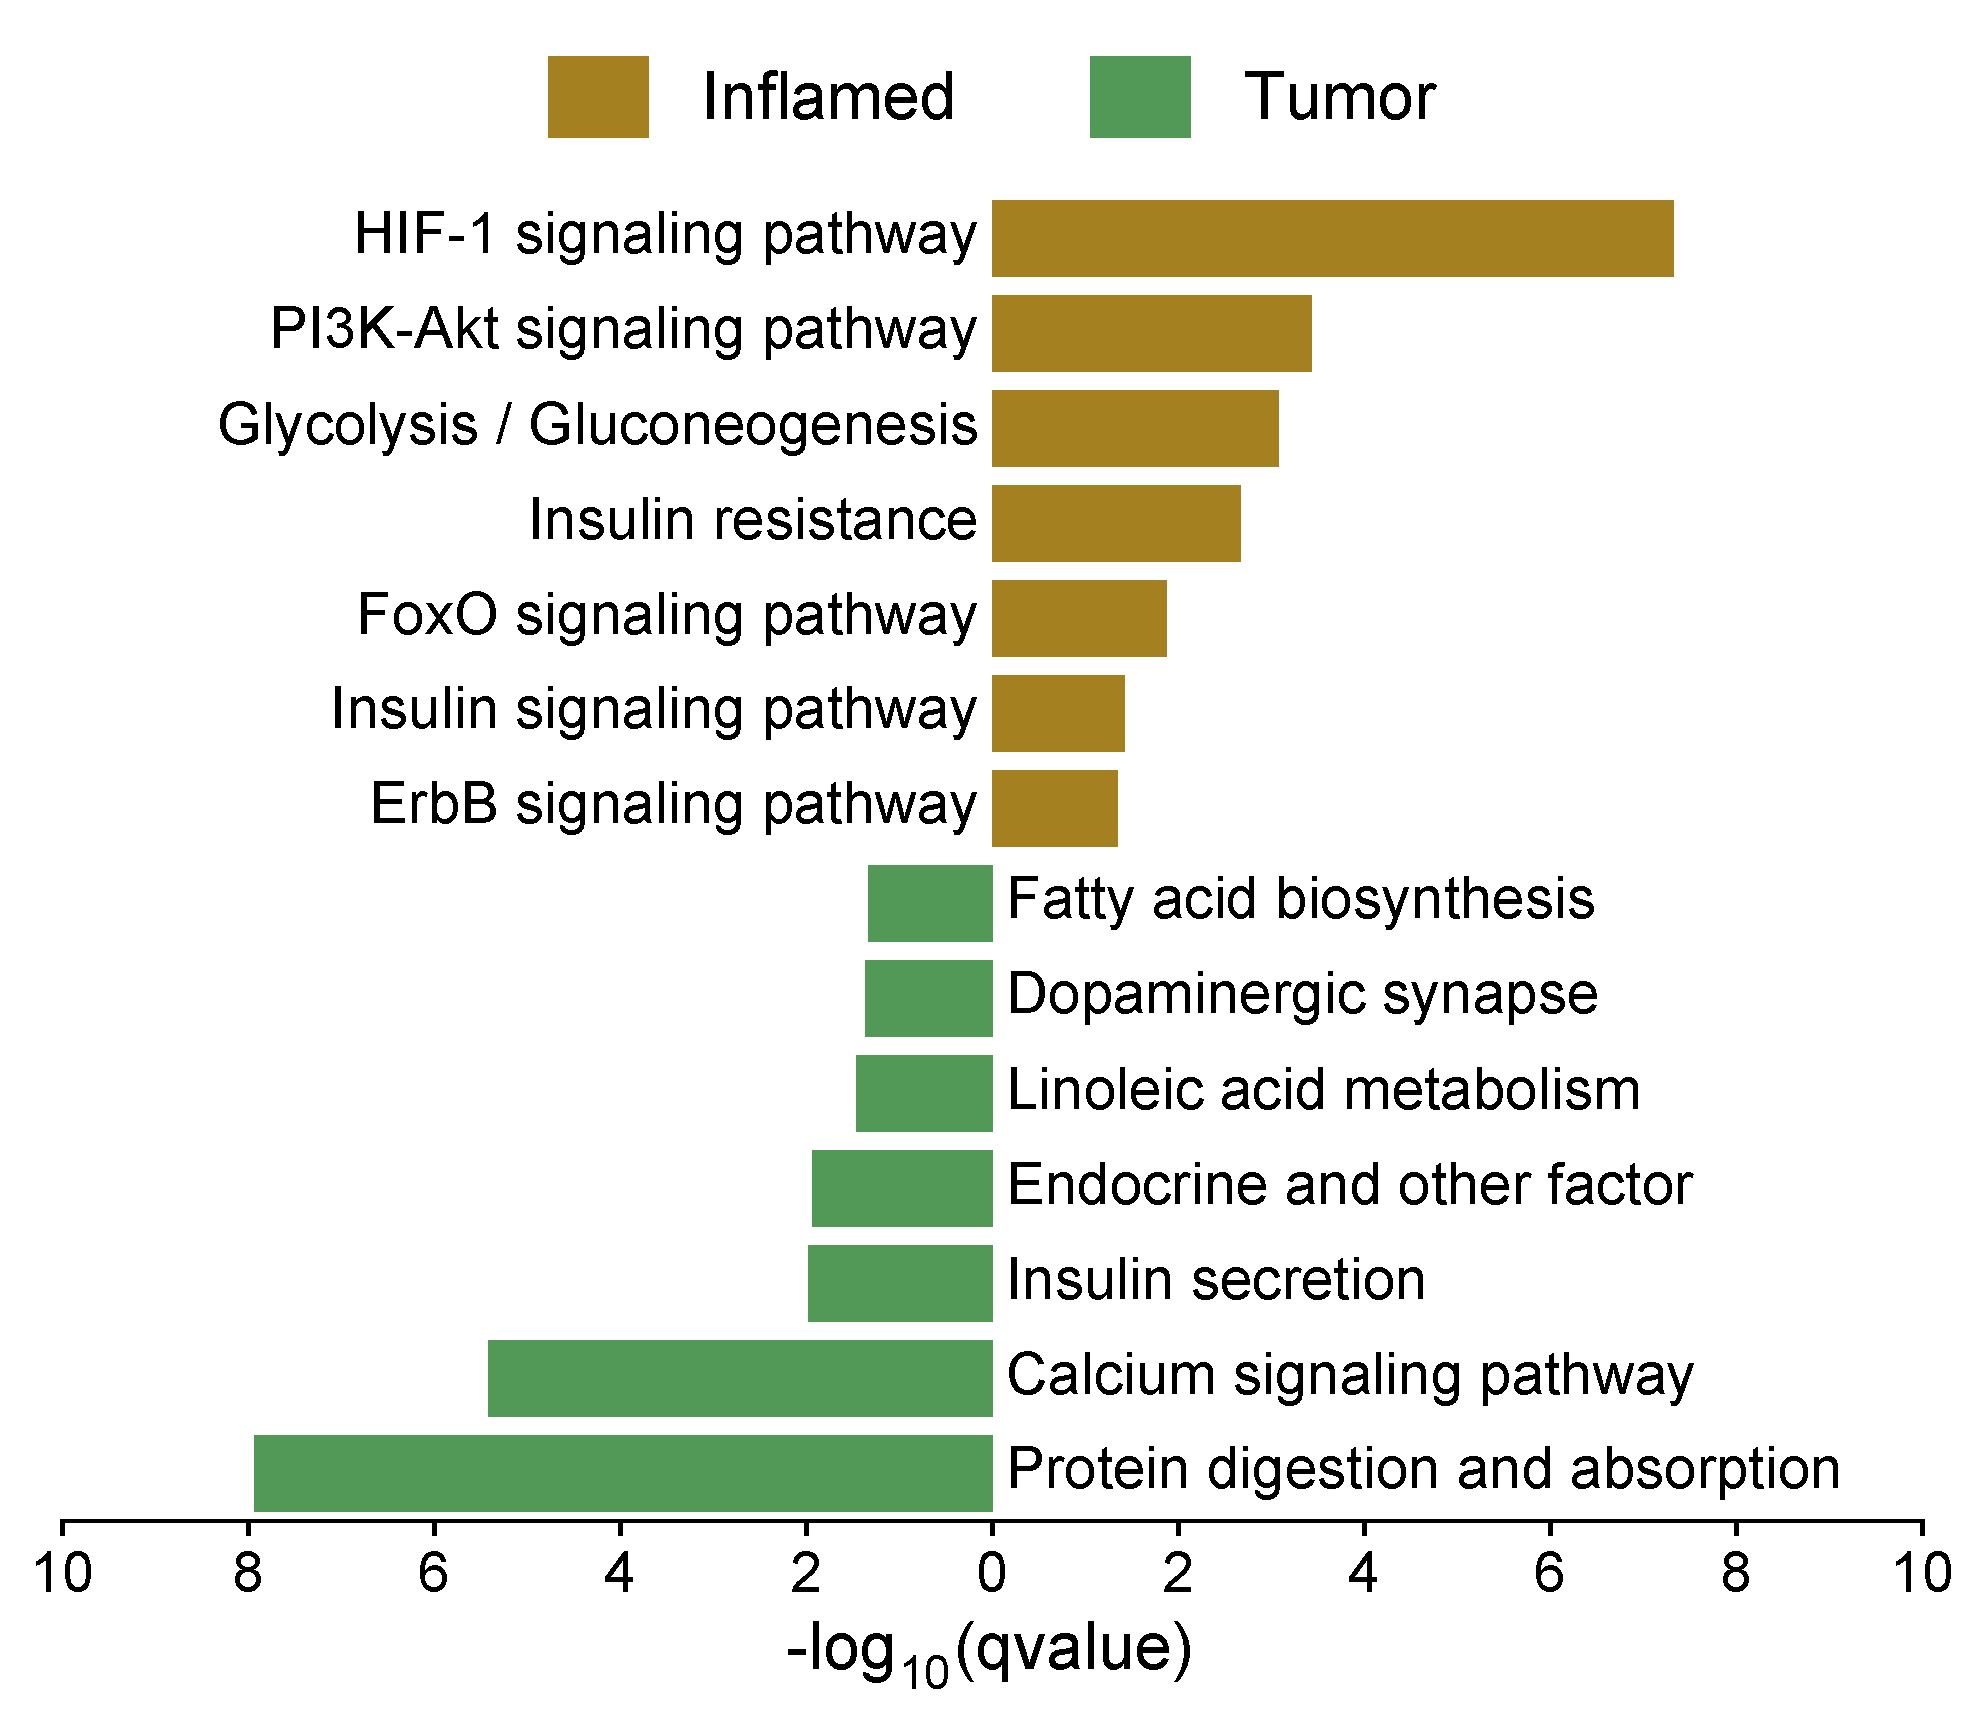 Inflamed Tumor
HIF-1 signaling pathway
PI3K-Akt signaling pathway
Glycolysis / Gluconeogenesis
Insulin resistance
FoxO signaling pathway
Insulin signaling pathway
ErbB signaling pathway
Fatty acid biosynthesis
Dopaminergic synapse
Linoleic acid metabolism
Endocrine and other factor
Insulin secretion
Calcium signaling pathway
Protein digestion and absorption
10 8 6 4 2 0 2 4 6 8 10
-log₁₀(qvalue)